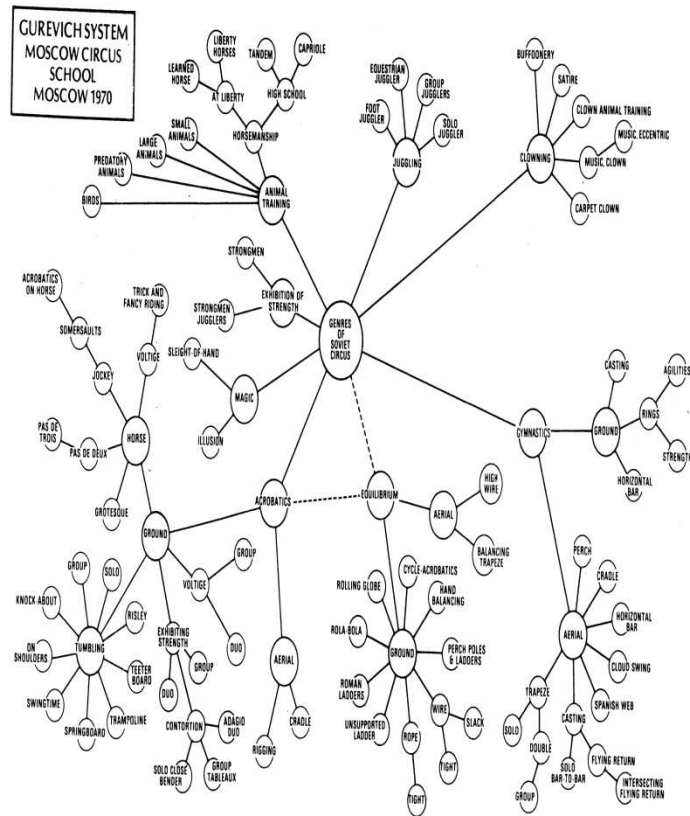 GUREVICH SYSTEM
MOSCOW CIRCUS
SCHOOL
MOSCOW 1970
LIBERTY
HORSES
TANDEM
CAPRIOLE
LEARNED
HORSE
AT LIBERTY
HIGH SCHOOL
SMALL
ANIMALS
HORSEMANSHIP
LARGE
ANIMALS
PREDATORY
ANIMALS
BIRDS
ANIMAL
TRAINING
EQUESTRIAN
JUGGLER
GROUP
JUGGLERS
FOOT
JUGGLER
SOLO
JUGGLER
JUGGLING
BUFFOONERY
SATIRE
CLOWN ANIMAL TRAINING
MUSIC, ECCENTRIC
CLOWNING
MUSIC, CLOWN
CARPET CLOWN
STRONGMEN
EXHIBITION OF
STRENGTH
STRONGMEN
JUGGLERS
GENRES
OF
SOVIET
CIRCUS
SLEIGHT-OF-HAND
MAGIC
ILLUSION
ACROBATICS
ON HORSE
TRICK AND
FANCY RIDING
SOMERSAULTS
VOLTIGE
JOCKEY
PAS DE
TROIS
PAS DE DEUX
HORSE
GROTESQUE
CASTING
AGILITIES
RINGS
GYMNASTICS
GROUND
STRENGTH
HORIZONTAL
BAR
ACROBATICS
EQUILIBRIUM
HIGH
WIRE
AERIAL
BALANCING
TRAPEZE
GROUND
GROUP
SOLO
KNOCK-ABOUT
RISLEY
ON
SHOULDERS
TUMBLING
TEETER
BOARD
SWINGTIME
SPRINGBOARD
TRAMPOLINE
VOLTIGE
GROUP
DUO
EXHIBITING
STRENGTH
GROUP
DUO
CONTORTION
ADAGIO
DUO
SOLO CLOSE
BENDER
GROUP
TABLEAUX
AERIAL
CRADLE
RIGGING
ROLLING GLOBE
CYCLE-ACROBATICS
HAND
BALANCING
ROLA-BOLA
GROUND
PERCH POLES
& LADDERS
ROMAN
LADDERS
UNSUPPORTED
LADDER
WIRE
SLACK
ROPE
TIGHT
TIGHT
PERCH
CRADLE
HORIZONTAL
BAR
AERIAL
CLOUD SWING
SPANISH WEB
TRAPEZE
SOLO
CASTING
DOUBLE
FLYING RETURN
SOLO
BAR-TO-BAR
GROUP
INTERSECTING
FLYING RETURN